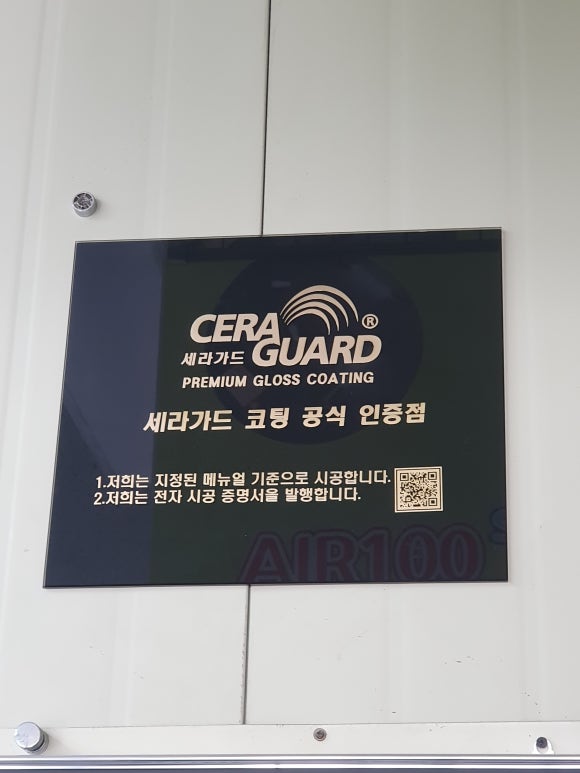 CERA
세라가드 GUARD®
PREMIUM GLOSS COATING
세라가드 코팅 공식 인증점
1.저희는 지정된 메뉴얼 기준으로 시공합니다.
2.저희는 전자 시공 증명서을 발행합니다.
AIR100